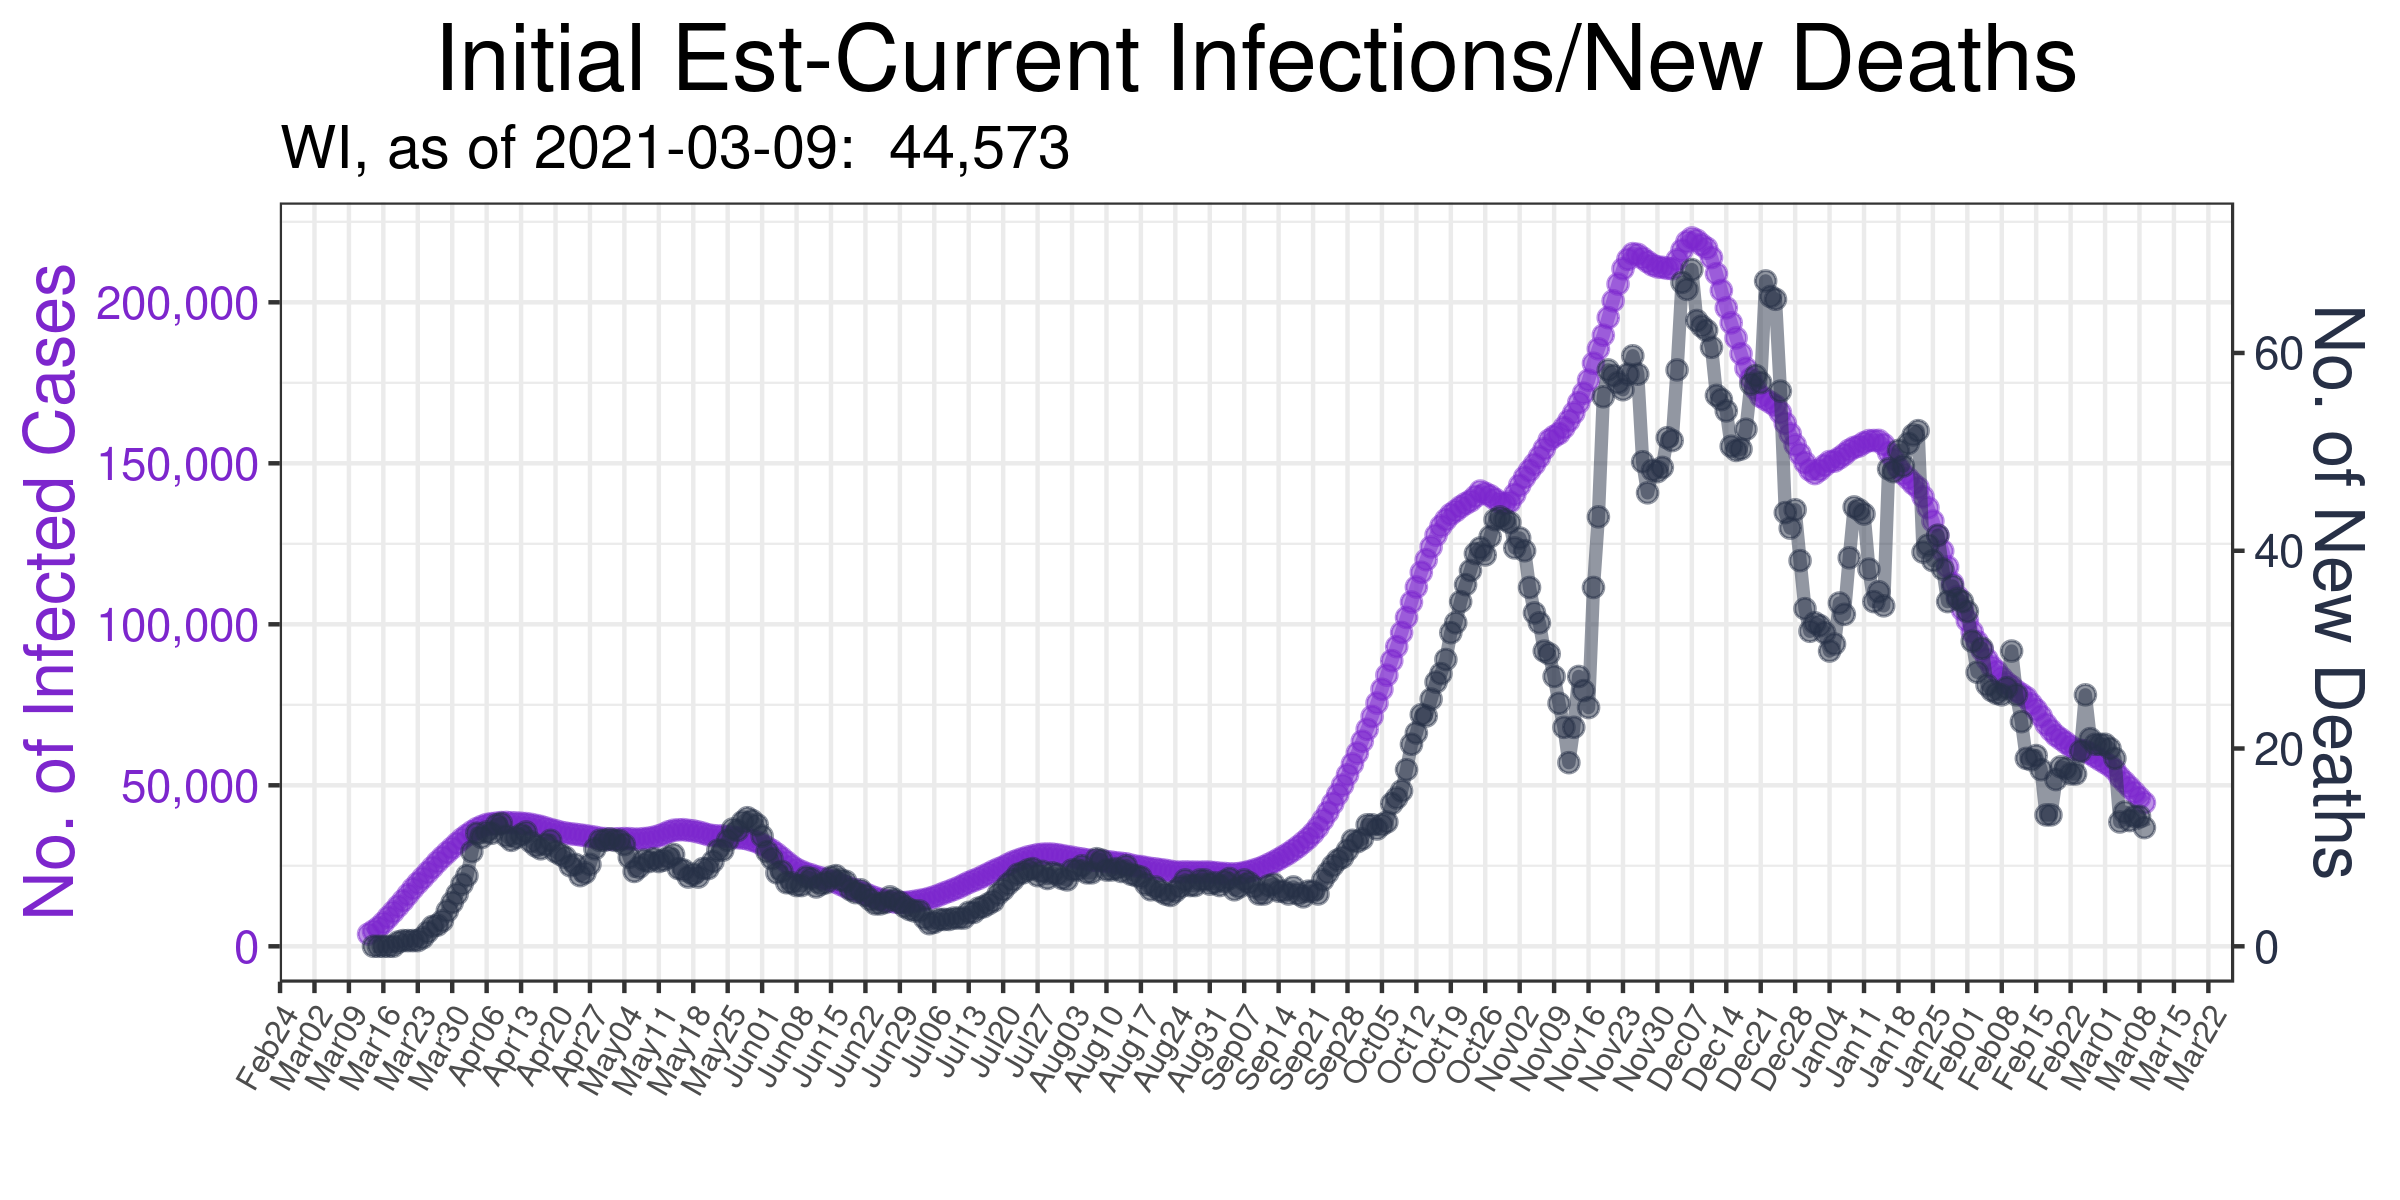 Initial Est-Current Infections/New Deaths
WI, as of 2021-03-09:  44,573
No. of Infected Cases
200,000
150,000
100,000
50,000
0
60
40
20
0
No. of New Deaths
Feb24
Mar02
Mar09
Mar16
Mar23
Mar30
Apr06
Apr13
Apr20
Apr27
May04
May11
May18
May25
Jun01
Jun08
Jun15
Jun22
Jun29
Jul06
Jul13
Jul20
Jul27
Aug03
Aug10
Aug17
Aug24
Aug31
Sep07
Sep14
Sep21
Sep28
Oct05
Oct12
Oct19
Oct26
Nov02
Nov09
Nov16
Nov23
Nov30
Dec07
Dec14
Dec21
Dec28
Jan04
Jan11
Jan18
Jan25
Feb01
Feb08
Feb15
Feb22
Mar01
Mar08
Mar15
Mar22